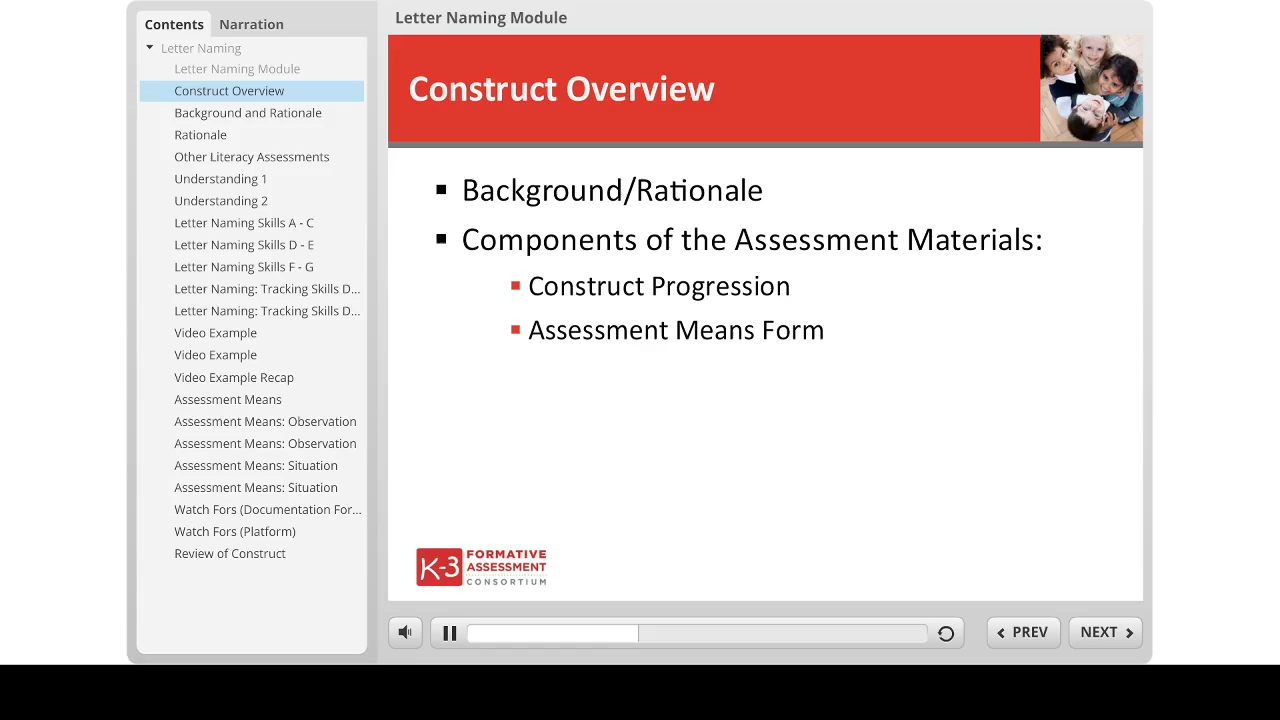 Contents
Narration
Letter Naming
Letter Naming Module
Construct Overview
Background and Rationale
Rationale
Other Literacy Assessments
Understanding 1
Understanding 2
Letter Naming Skills A - C
Letter Naming Skills D - E
Letter Naming Skills F - G
Letter Naming: Tracking Skills D...
Letter Naming: Tracking Skills D...
Video Example
Video Example
Video Example Recap
Assessment Means
Assessment Means: Observation
Assessment Means: Observation
Assessment Means: Situation
Assessment Means: Situation
Watch Fors (Documentation For...
Watch Fors (Platform)
Review of Construct
Letter Naming Module
Construct Overview
Background/Rationale
Components of the Assessment Materials:
Construct Progression
Assessment Means Form
K-3
FORMATIVE
ASSESSMENT
CONSORTIUM
PREV
NEXT